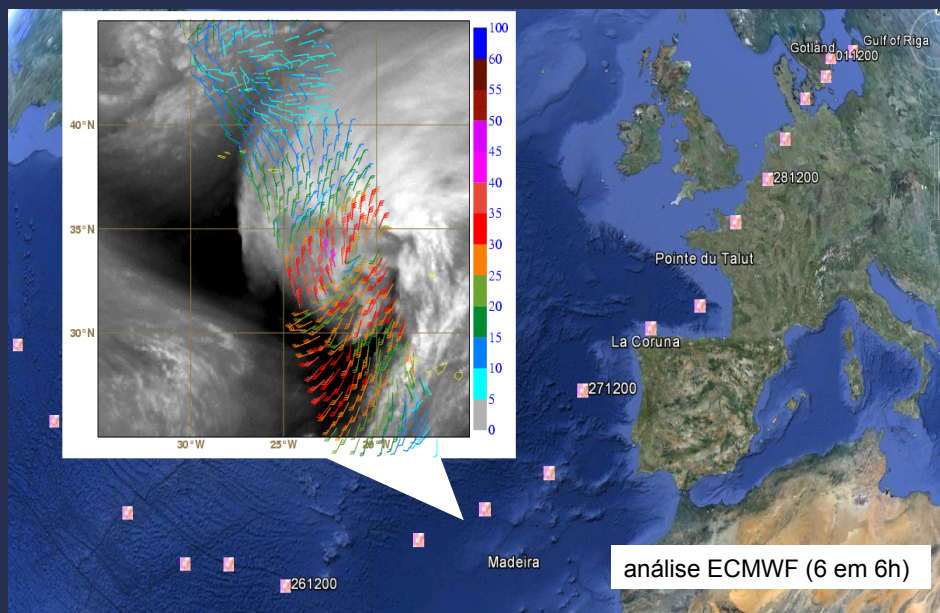 100
60
55
50
45
40
35
30
25
20
15
10
5
0
40°N
35°N
30°N
30°W
25°W
20°W
Gotland
Gulf of Riga
011200
281200
Pointe du Talut
La Coruna
271200
261200
Madeira
análise ECMWF (6 em 6h)